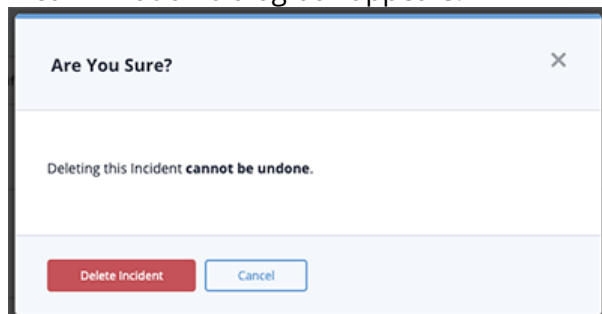 Are You Sure?
Deleting this Incident cannot be undone.
Delete Incident
Cancel